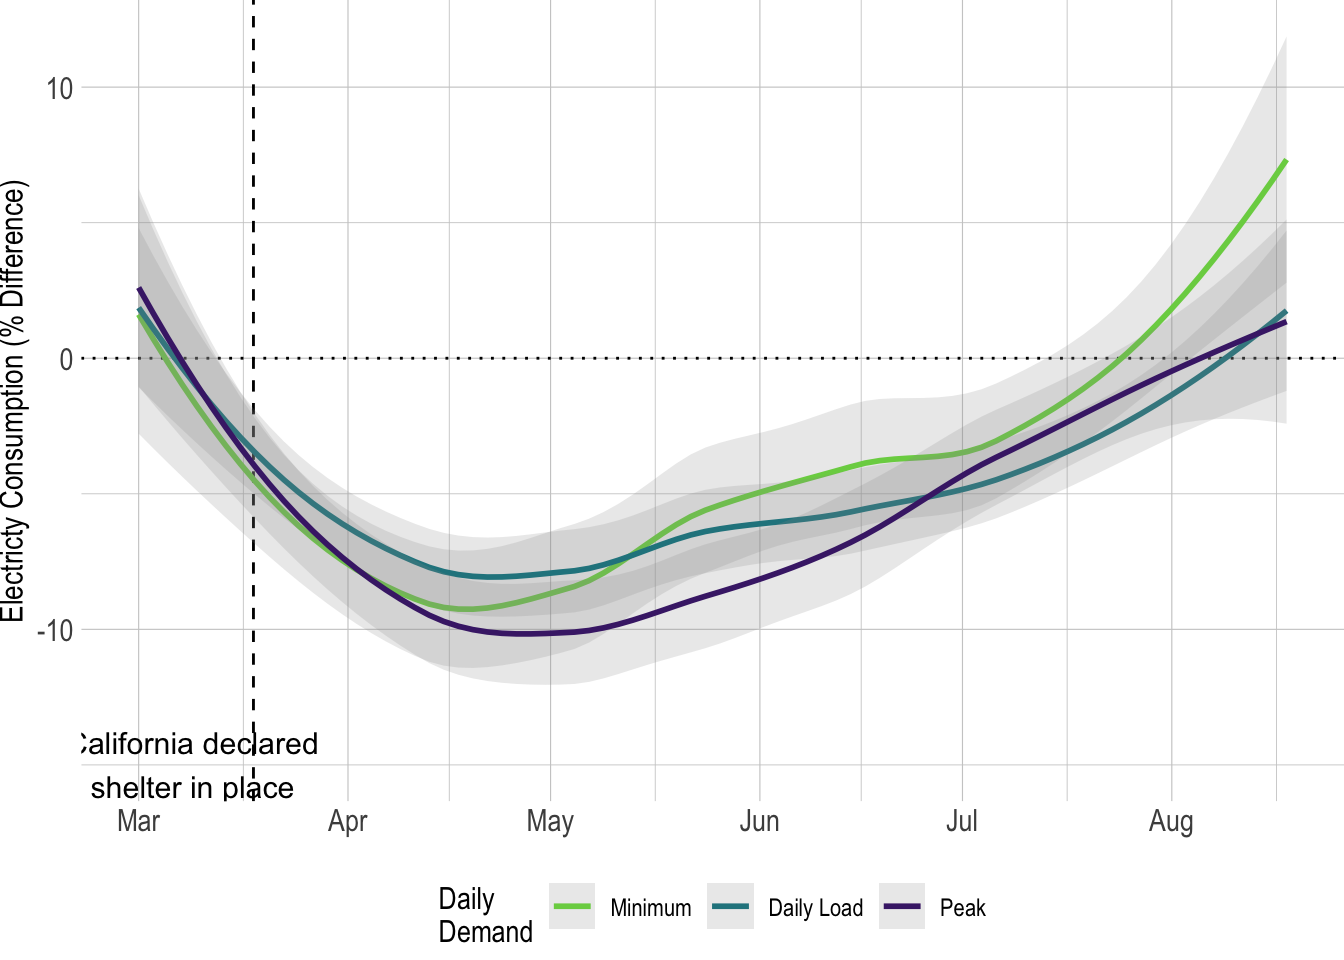 10
0
-10
Electricty Consumption (% Difference)
California declared
shelter in place
Mar Apr May Jun Jul Aug
Daily
Demand
Minimum Daily Load Peak